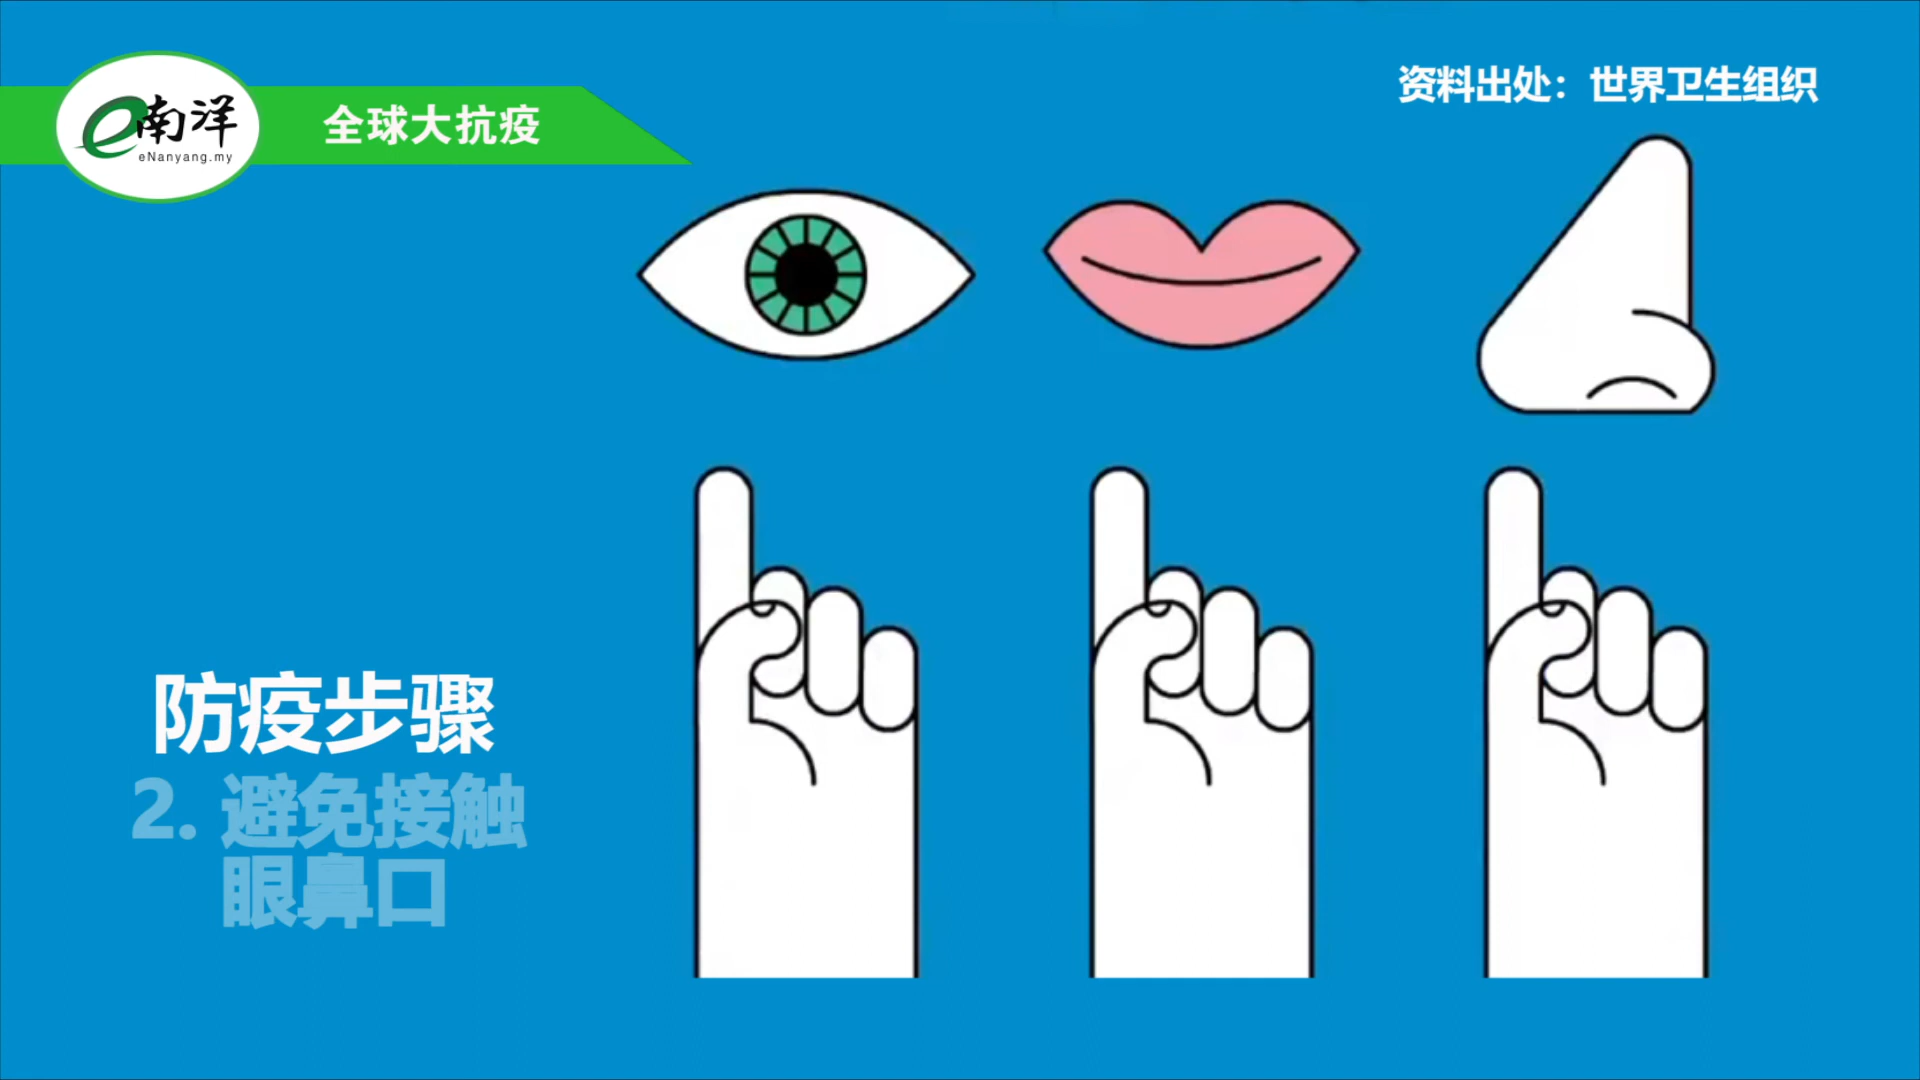 e南洋
eNanyang.my
全球大抗疫
资料出处：世界卫生组织
防疫步骤
2. 避免接触
眼鼻口